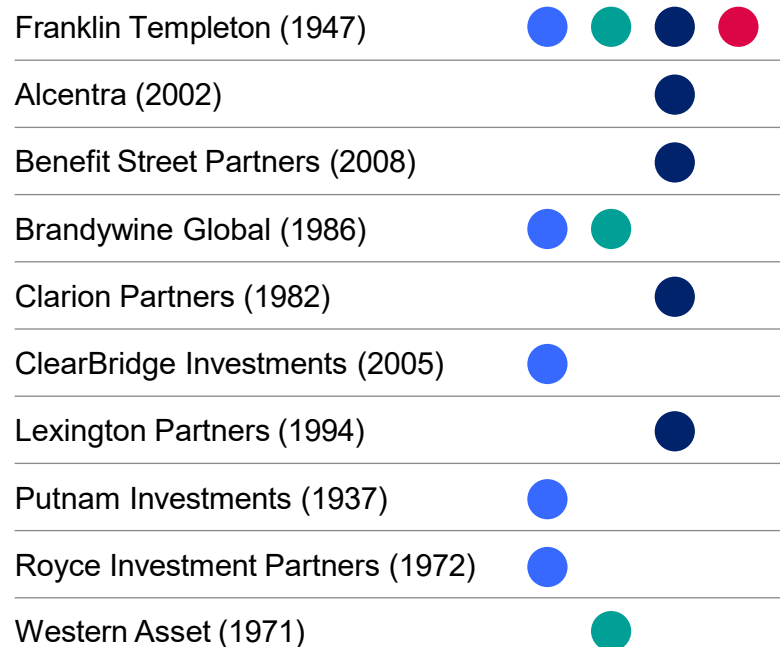 Franklin Templeton (1947)
Alcentra (2002)
Benefit Street Partners (2008)
Brandywine Global (1986)
Clarion Partners (1982)
ClearBridge Investments (2005)
Lexington Partners (1994)
Putnam Investments (1937)
Royce Investment Partners (1972)
Western Asset (1971)